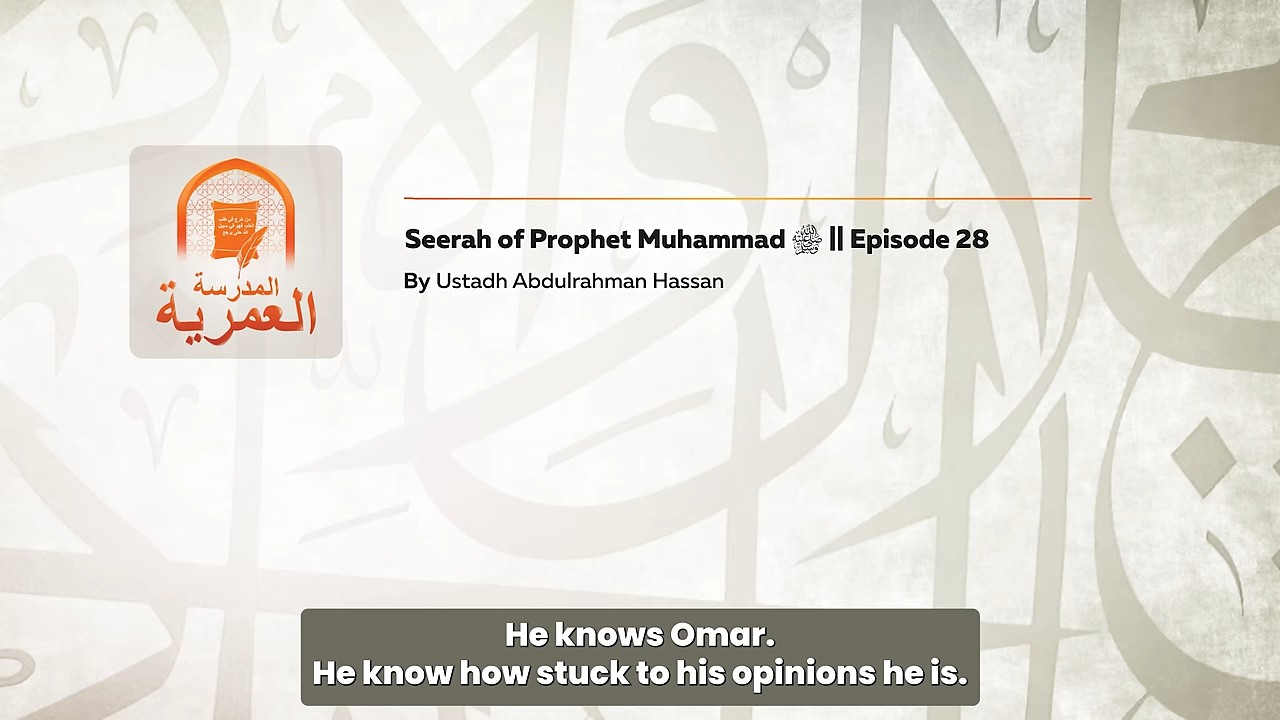 Seerah of Prophet Muhammad ﷺ || Episode 28
By Ustadh Abdulrahman Hassan
المدرسة
العمرية
He knows Omar.
He know how stuck to his opinions he is.